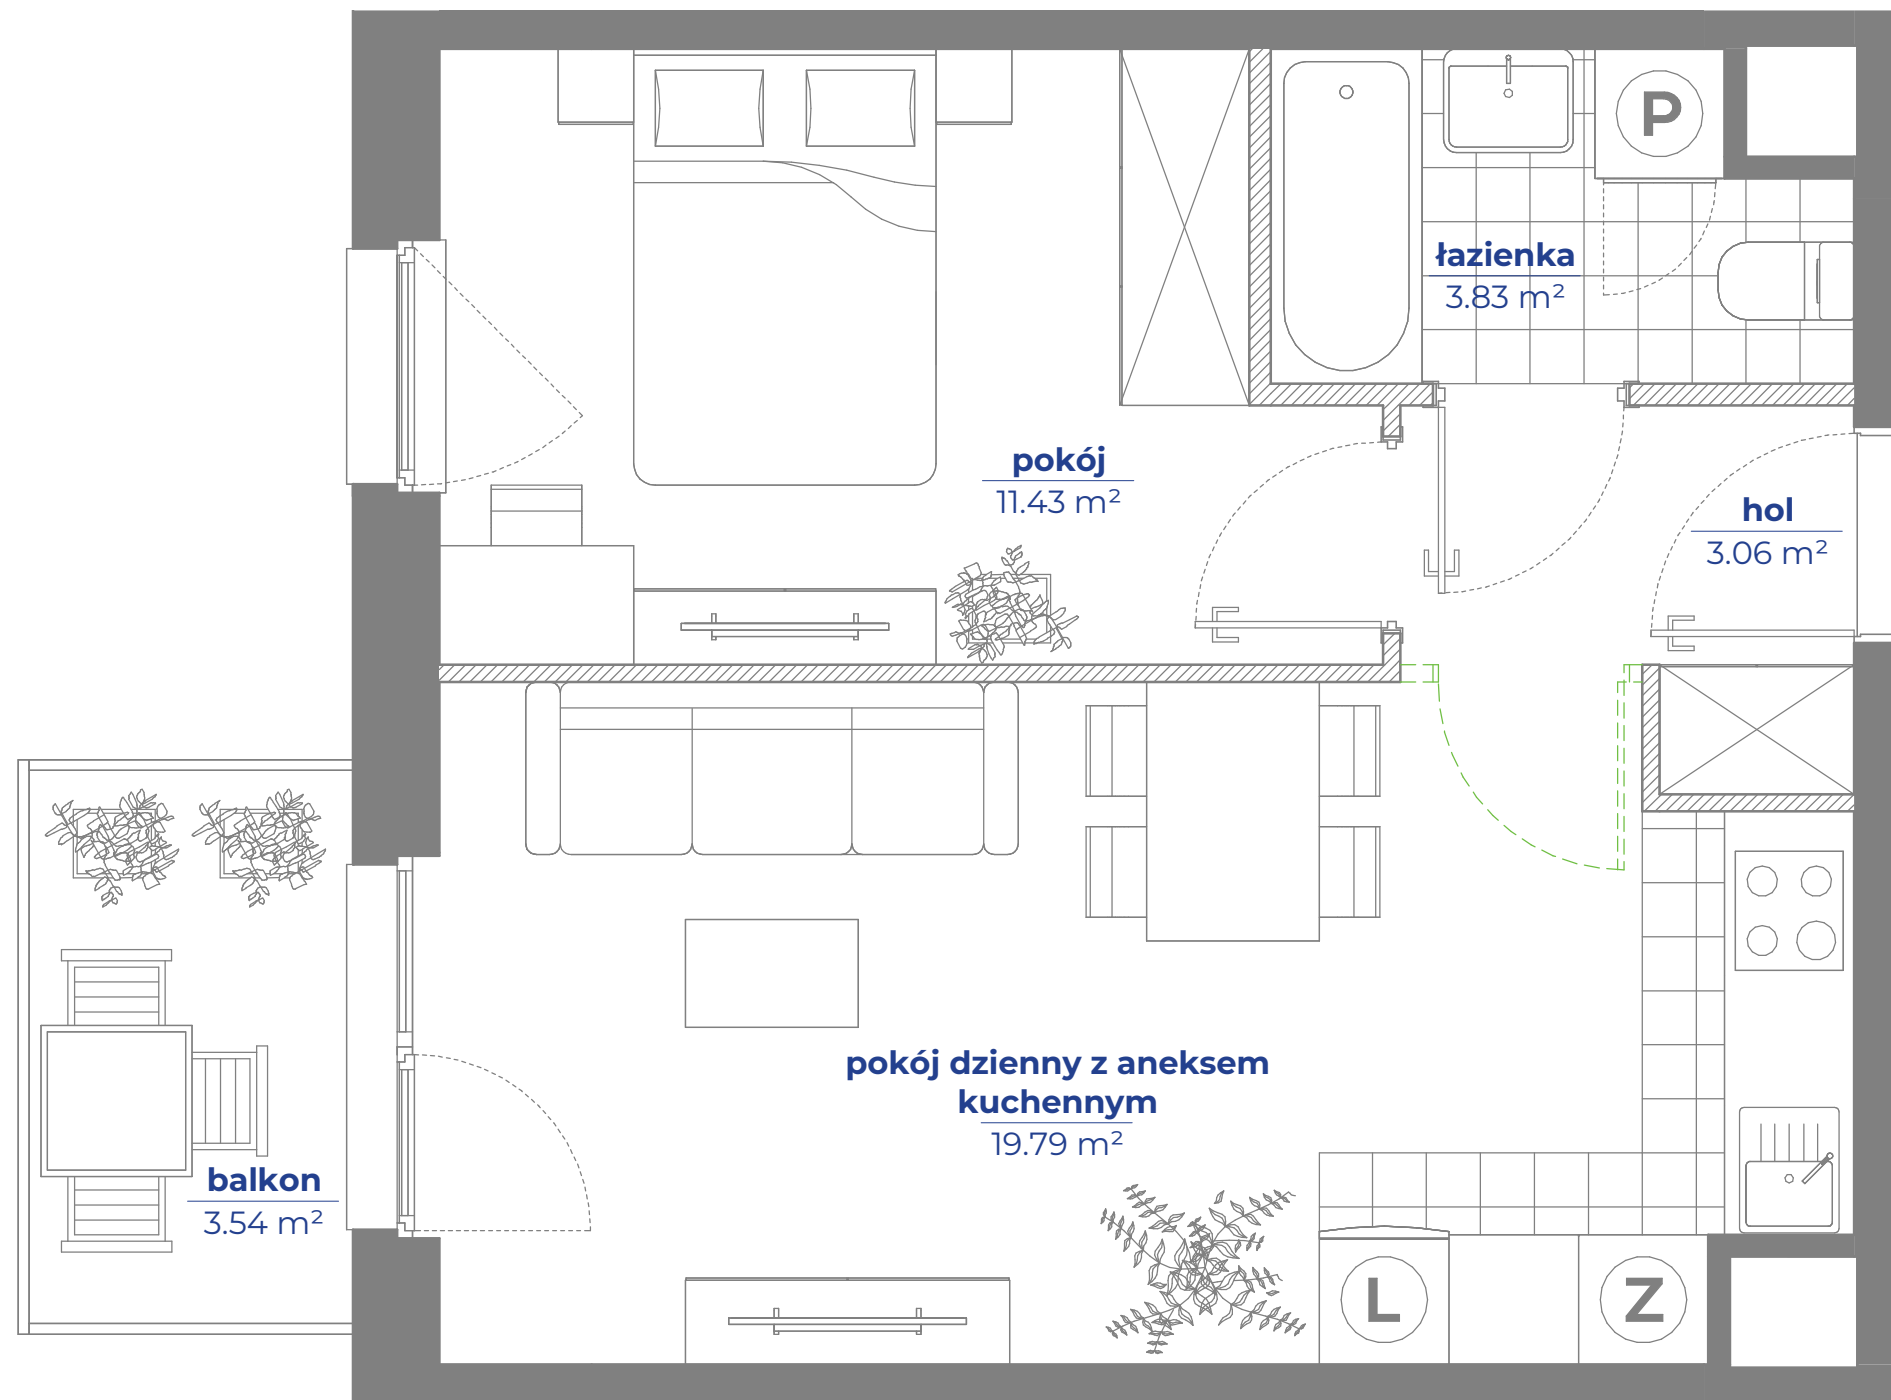 P
łazienka
3.83 m²
pokój
11.43 m²
hol
3.06 m²
pokój dzienny z aneksem
kuchennym
19.79 m²
balkon
3.54 m²
L
Z